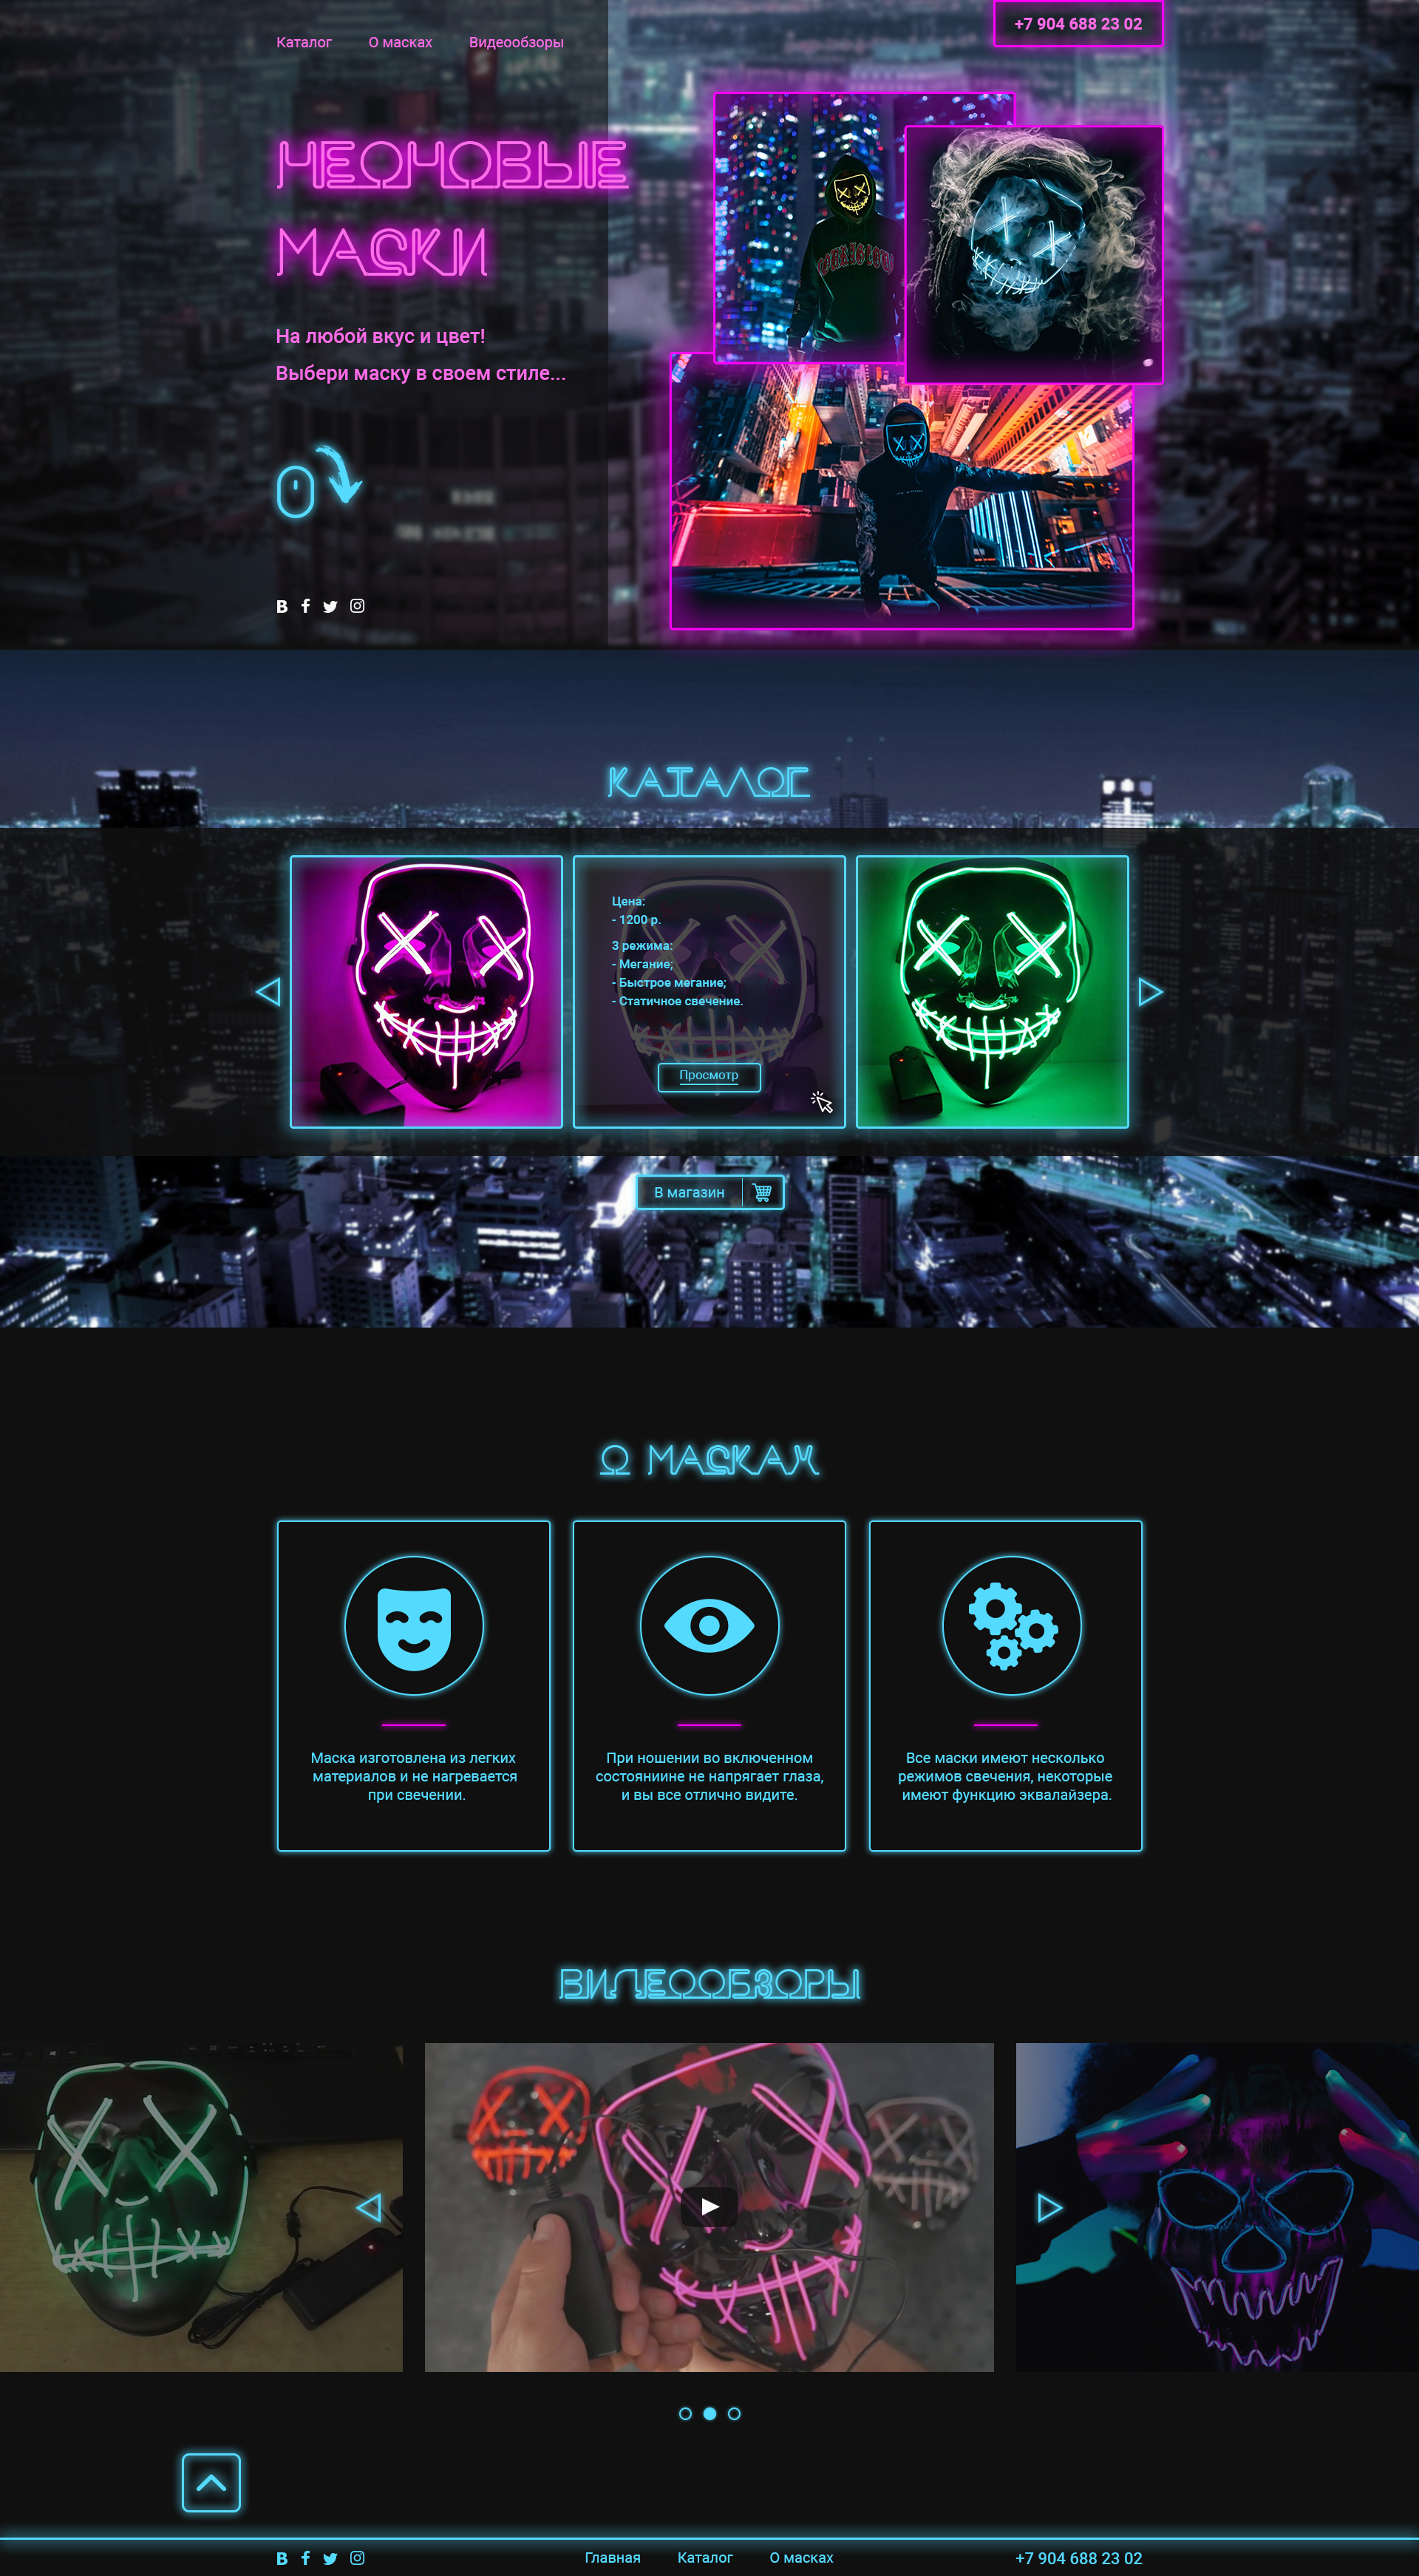 Каталог О масках Видеообзоры
+7 904 688 23 02
НЕОНОВЫЕ
МАСКИ
На любой вкус и цвет!
Выбери маску в своем стиле...
КАТАЛОГ
Цена:
- 1200 р.
3 режима:
- Мегание;
- Быстрое мегание;
- Статичное свечение.
Просмотр
В магазин
О МАСКАХ
Маска изготовлена из легких
материалов и не нагревается
при свечении.
При ношении во включенном
состояниине не напрягает глаза,
и вы все отлично видите.
Все маски имеют несколько
режимов свечения, некоторые
имеют функцию эквалайзера.
ВИДЕООБЗОРЫ
Главная Каталог О масках
+7 904 688 23 02